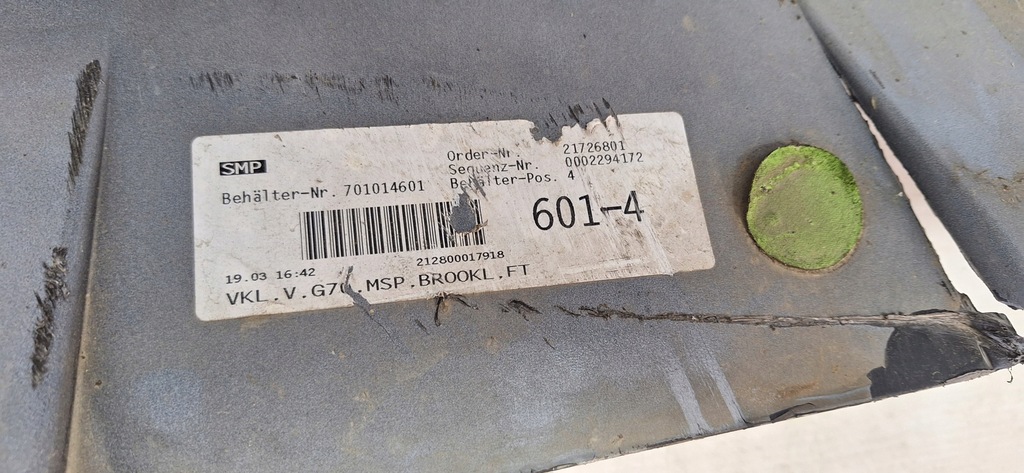 SMP
Order-Nr. 21726801
Sequenz-Nr. 0002294172
Behälter-Nr. 701014601
Behälter-Pos. 4
601-4
212800017918
19.03 16:42
VKL.V.G70.MSP.BROOKL.FT